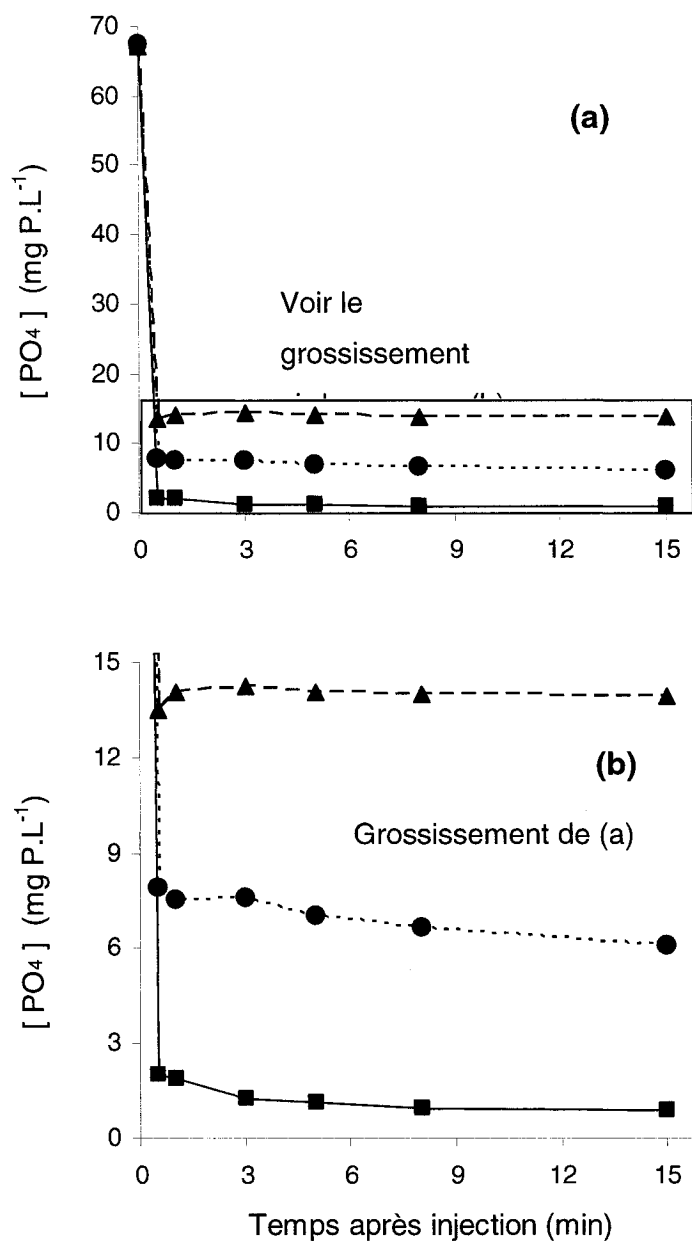 70
60
50
40
30
20
10
0
[ PO4 ] (mg P.L-1)
(a)
Voir le
grossissement
0 3 6 9 12 15
15
12
9
6
3
0
[ PO4 ] (mg P.L-1)
(b)
Grossissement de (a)
0 3 6 9 12 15
Temps après injection (min)